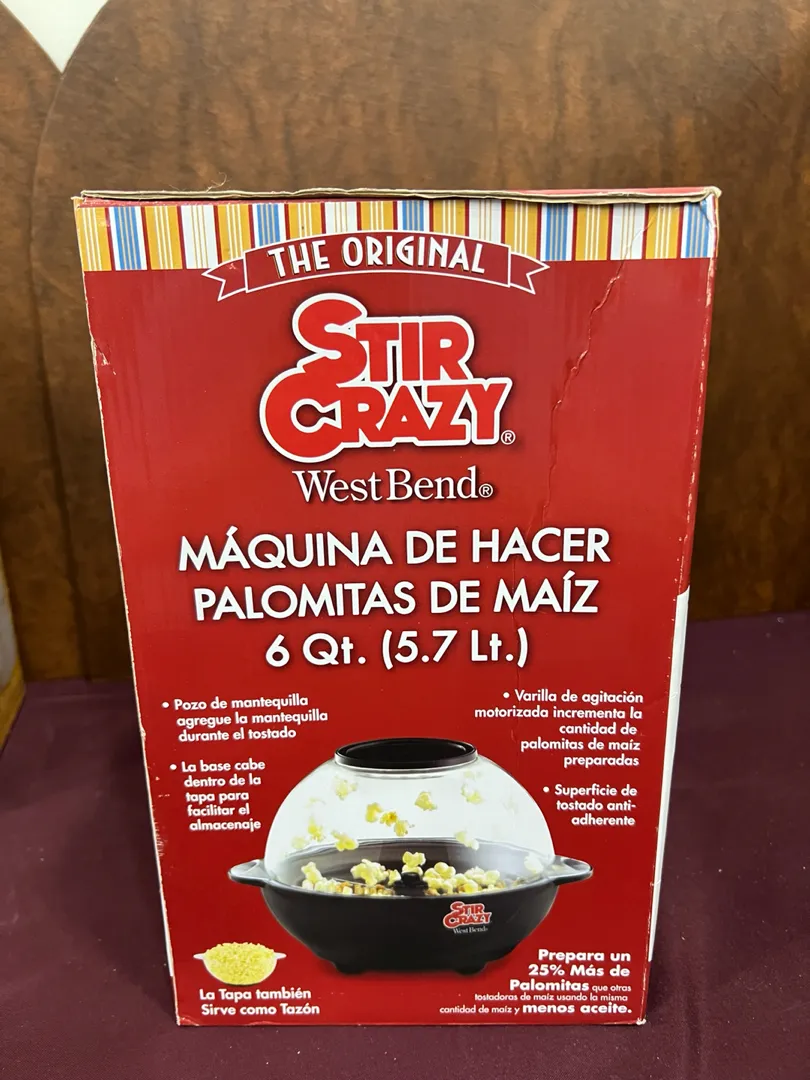 THE ORIGINAL
STIR
CRAZY®
West Bend®
MÁQUINA DE HACER
PALOMITAS DE MAÍZ
6 Qt. (5.7 Lt.)
• Pozo de mantequilla
agregue la mantequilla
durante el tostado
• La base cabe
dentro de la
tapa para
facilitar el
almacenaje
• Varilla de agitación
motorizada incrementa la
cantidad de
palomitas de maíz
preparadas
• Superficie de
tostado anti-
adherente
STIR
CRAZY
West Bend
La Tapa también
Sirve como Tazón
Prepara un
25% Más de
Palomitas que otras
tostadoras de maíz usando la misma
cantidad de maíz y menos aceite.